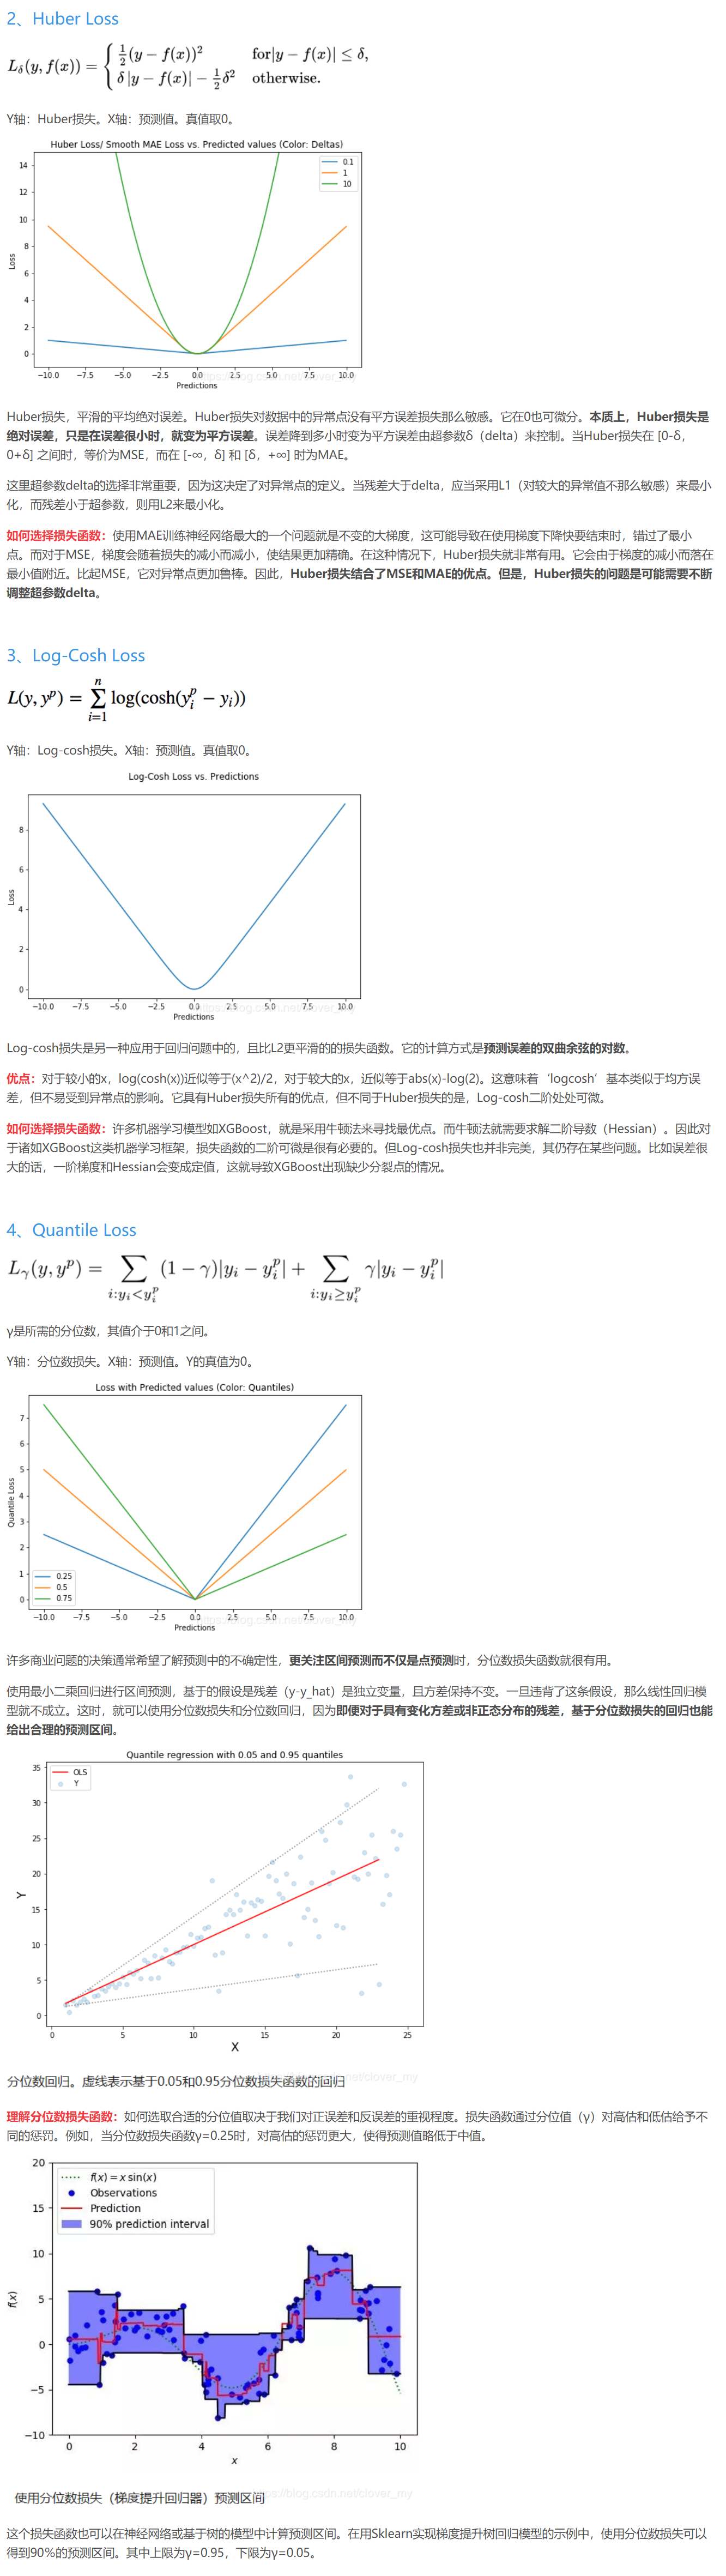 2、Huber Loss
L_δ(y, f(x)) = { ½(y − f(x))² for|y − f(x)| ≤ δ,
δ|y − f(x)| − ½δ² otherwise.
Y轴：Huber损失。X轴：预测值。真值取0。
Huber Loss/ Smooth MAE Loss vs. Predicted values (Color: Deltas)
0.1
1
10
14
12
10
8
6
4
2
0
Loss
−10.0 −7.5 −5.0 −2.5 0.0 2.5 5.0 7.5 10.0
Predictions
Huber损失，平滑的平均绝对误差。Huber损失对数据中的异常点没有平方误差损失那么敏感。它在0也可微分。本质上，Huber损失是
绝对误差，只是在误差很小时，就变为平方误差。误差降到多小时变为平方误差由超参数δ（delta）来控制。当Huber损失在 [0-δ,
0+δ] 之间时，等价为MSE，而在 [-∞，δ] 和 [δ，+∞] 时为MAE。
这里超参数delta的选择非常重要，因为这决定了对异常点的定义。当残差大于delta，应当采用L1（对较大的异常值不那么敏感）来最小
化，而残差小于超参数，则用L2来最小化。
如何选择损失函数：使用MAE训练神经网络最大的一个问题就是不变的大梯度，这可能导致在使用梯度下降快要结束时，错过了最小
点。而对于MSE，梯度会随着损失的减小而减小，使结果更加精确。在这种情况下，Huber损失就非常有用。它会由于梯度的减小而落在
最小值附近。比起MSE，它对异常点更加鲁棒。因此，Huber损失结合了MSE和MAE的优点。但是，Huber损失的问题是可能需要不断
调整超参数delta。
3、Log-Cosh Loss
L(y, y^p) = ∑_{i=1}^{n} log(cosh(y_i^p − y_i))
Y轴：Log-cosh损失。X轴：预测值。真值取0。
Log-Cosh Loss vs. Predictions
8
6
4
2
0
Loss
−10.0 −7.5 −5.0 −2.5 0.0 2.5 5.0 7.5 10.0
Predictions
Log-cosh损失是另一种应用于回归问题中的，且比L2更平滑的的损失函数。它的计算方式是预测误差的双曲余弦的对数。
优点：对于较小的x，log(cosh(x))近似等于(x^2)/2，对于较大的x，近似等于abs(x)-log(2)。这意味着‘logcosh’基本类似于均方误
差，但不易受到异常点的影响。它具有Huber损失所有的优点，但不同于Huber损失的是，Log-cosh二阶处处可微。
如何选择损失函数：许多机器学习模型如XGBoost，就是采用牛顿法来寻找最优点。而牛顿法就需要求解二阶导数（Hessian）。因此对
于诸如XGBoost这类机器学习框架，损失函数的二阶可微是很有必要的。但Log-cosh损失也并非完美，其仍存在某些问题。比如误差很
大的话，一阶梯度和Hessian会变成定值，这就导致XGBoost出现缺少分裂点的情况。
4、Quantile Loss
L_γ(y, y^p) = ∑_{i:y_i<y_i^p} (1 − γ)|y_i − y_i^p| + ∑_{i:y_i≥y_i^p} γ|y_i − y_i^p|
γ是所需的分位数，其值介于0和1之间。
Y轴：分位数损失。X轴：预测值。Y的真值为0。
Loss with Predicted values (Color: Quantiles)
7
6
5
4
3
2
1
0
Quantile Loss
0.25
0.5
0.75
−10.0 −7.5 −5.0 −2.5 0.0 2.5 5.0 7.5 10.0
Predictions
许多商业问题的决策通常希望了解预测中的不确定性，更关注区间预测而不仅是点预测时，分位数损失函数就很有用。
使用最小二乘回归进行区间预测，基于的假设是残差（y-y_hat）是独立变量，且方差保持不变。一旦违背了这条假设，那么线性回归模
型就不成立。这时，就可以使用分位数损失和分位数回归，因为即便对于具有变化方差或非正态分布的残差，基于分位数损失的回归也能
给出合理的预测区间。
Quantile regression with 0.05 and 0.95 quantiles
OLS
Y
35
30
25
20
15
10
5
0
Y
0 5 10 15 20 25
X
分位数回归。虚线表示基于0.05和0.95分位数损失函数的回归
理解分位数损失函数：如何选取合适的分位值取决于我们对正误差和反误差的重视程度。损失函数通过分位值（γ）对高估和低估给予不
同的惩罚。例如，当分位数损失函数γ=0.25时，对高估的惩罚更大，使得预测值略低于中值。
f(x) = x sin(x)
Observations
Prediction
90% prediction interval
20
15
10
5
0
−5
−10
f(x)
0 2 4 6 8 10
x
使用分位数损失（梯度提升回归器）预测区间
这个损失函数也可以在神经网络或基于树的模型中计算预测区间。在用Sklearn实现梯度提升树回归模型的示例中，使用分位数损失可以
得到90%的预测区间。其中上限为γ=0.95，下限为γ=0.05。